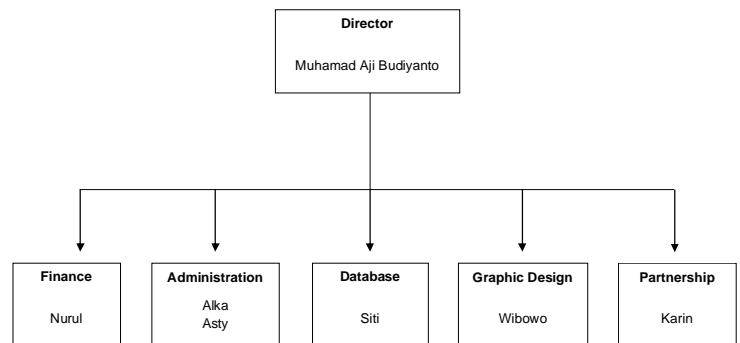 Director
Muhamad Aji Budiyanto
Finance
Nurul
Administration
Alka
Asty
Database
Siti
Graphic Design
Wibowo
Partnership
Karin